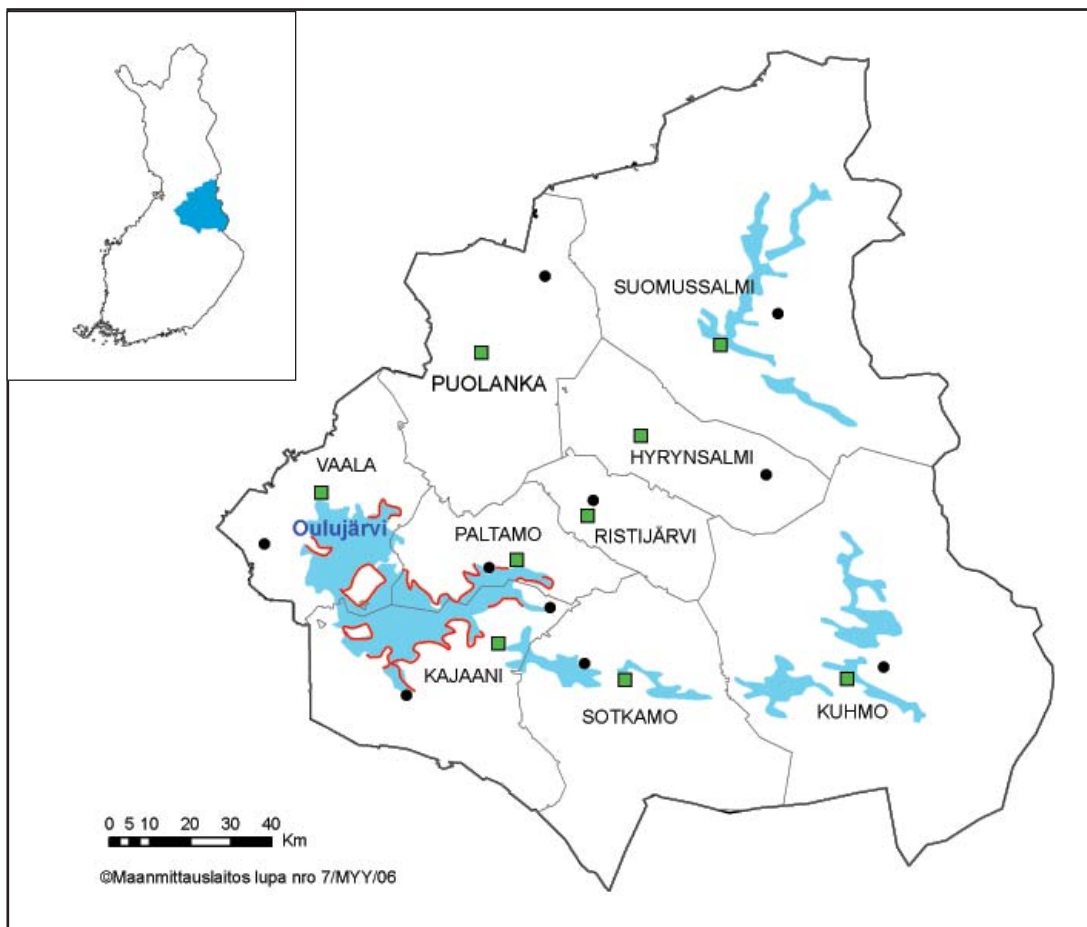 SUOMUSSALMI
PUOLANKA
HYRYNSALMI
VAALA
Oulujärvi
PALTAMO
RISTIJÄRVI
KAJAANI
SOTKAMO
KUHMO
0 5 10 20 30 40
Km
©Maanmittauslaitos lupa nro 7/MYY/06